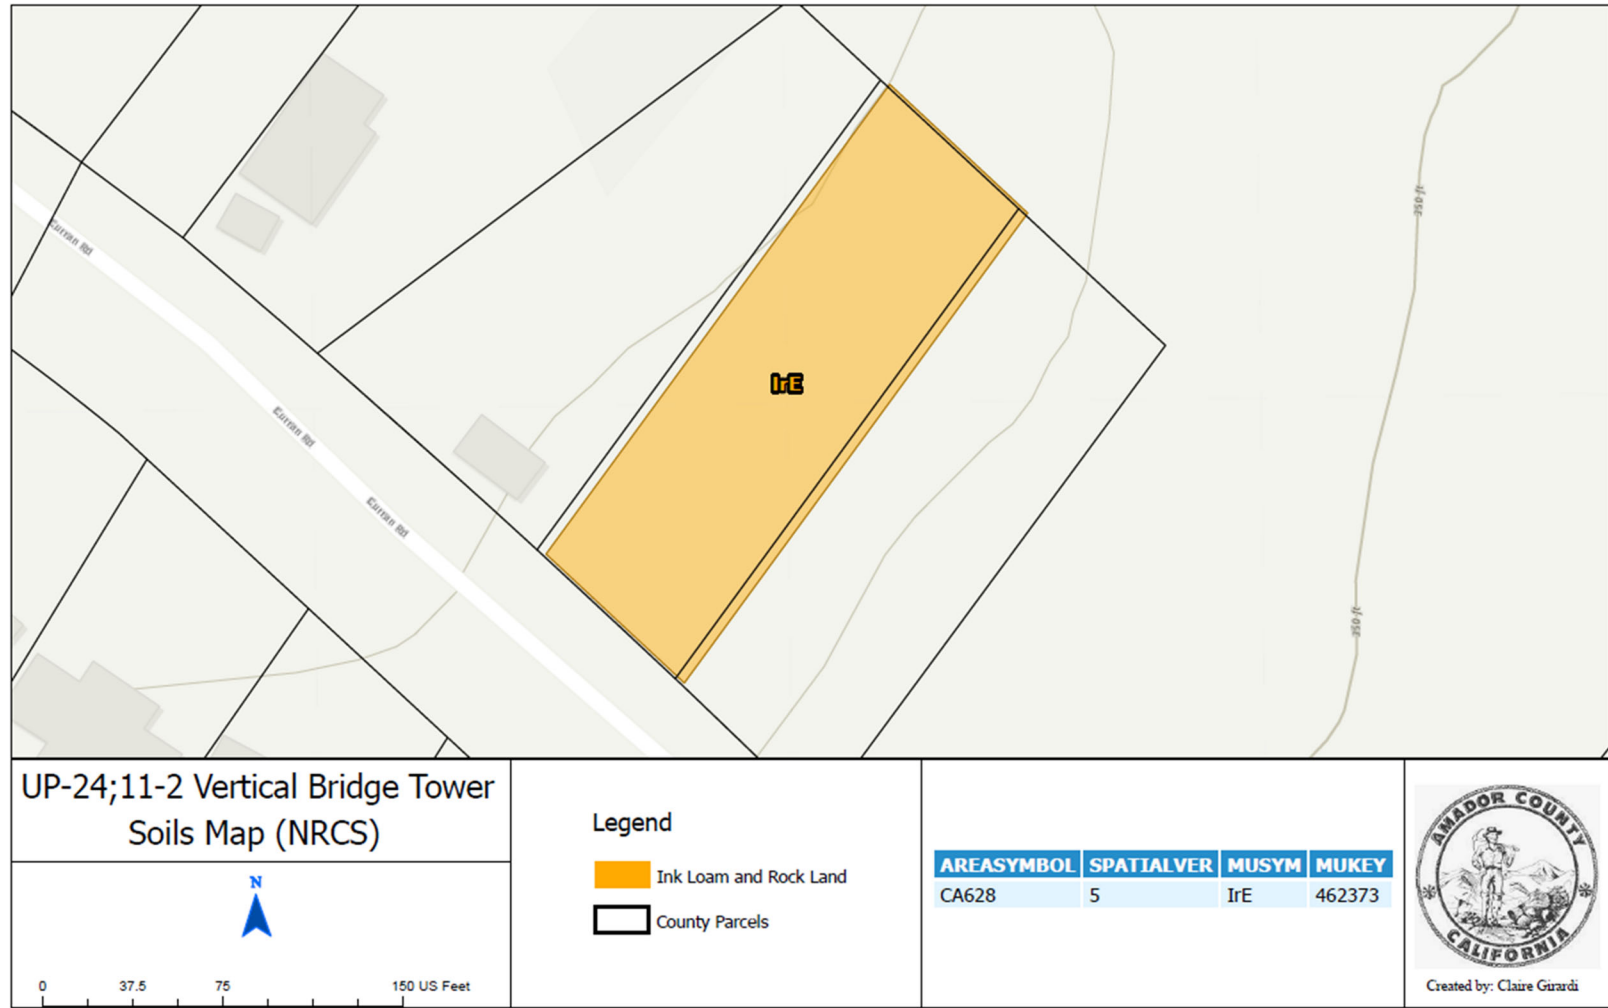 Curran Rd
350 ft
IrE
Curran Rd
Curran Rd
350 ft
UP-24;11-2 Vertical Bridge Tower
Soils Map (NRCS)
N
0 37.5 75 150 US Feet
Legend
Ink Loam and Rock Land
County Parcels
AREASYMBOL SPATIALVER MUSYM MUKEY
CA628 5 IrE 462373
AMADOR COUNTY
CALIFORNIA
Created by: Claire Girardi